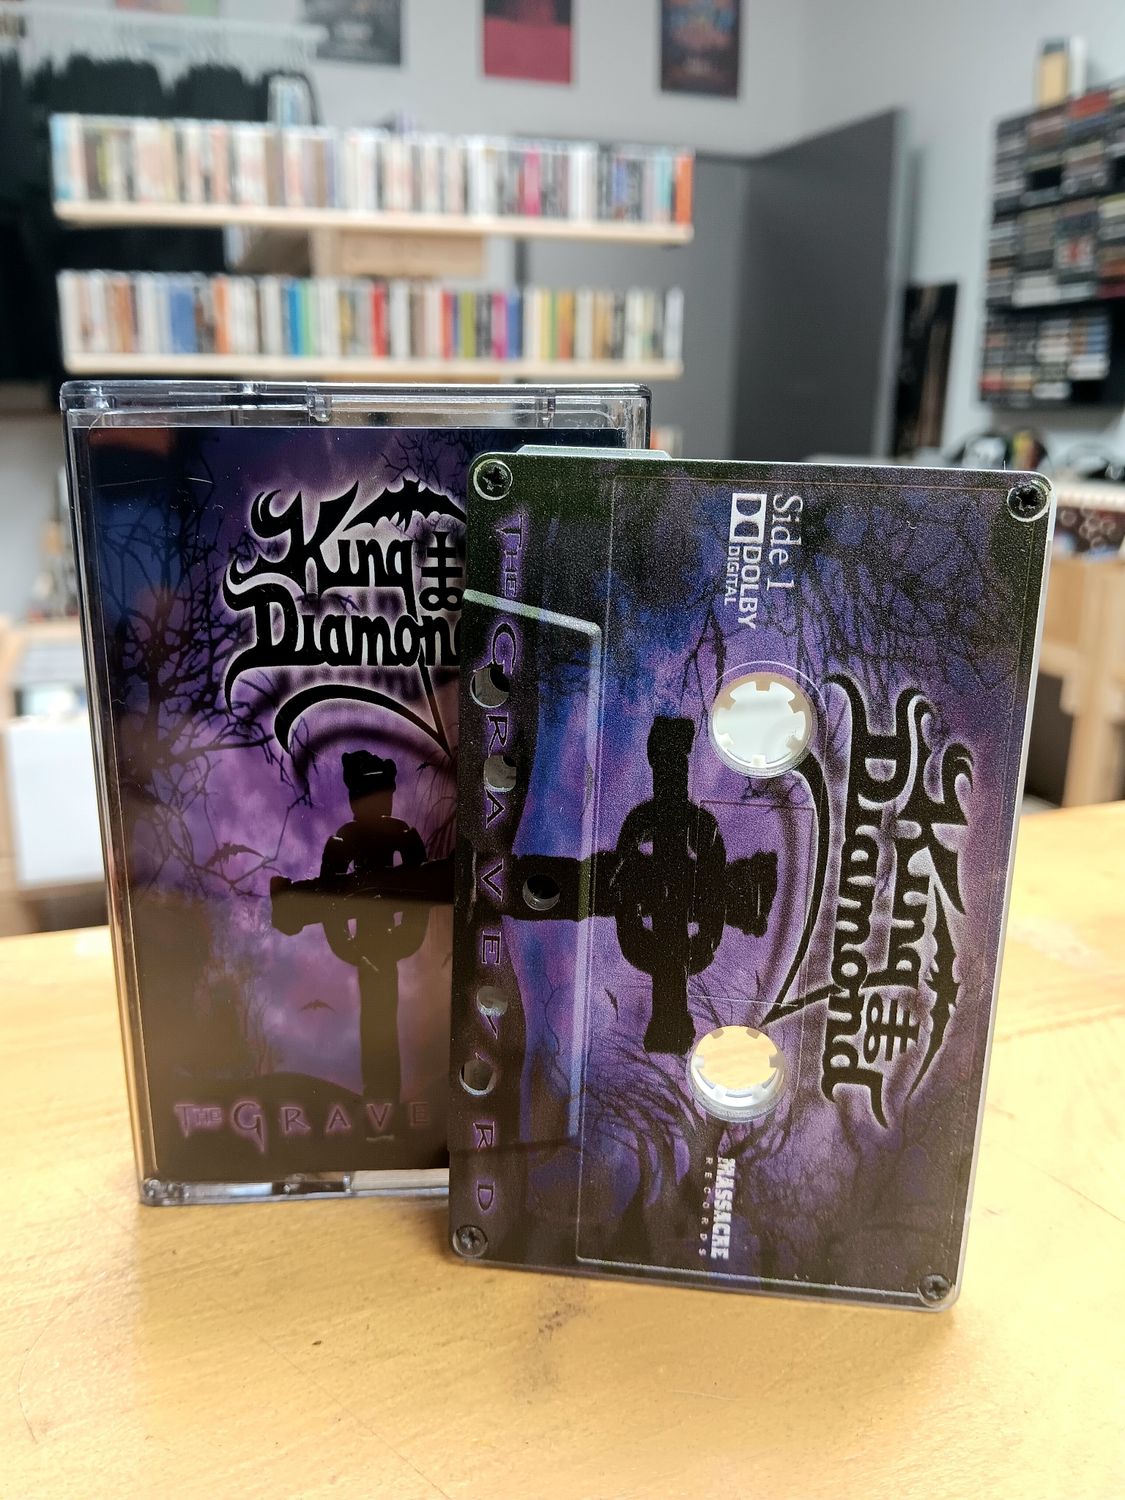 King
Diamond
THE GRAVE
Side 1
DOLBY
DIGITAL
King
Diamond
THE GRAVEYARD
MASSACRE
RECORDS